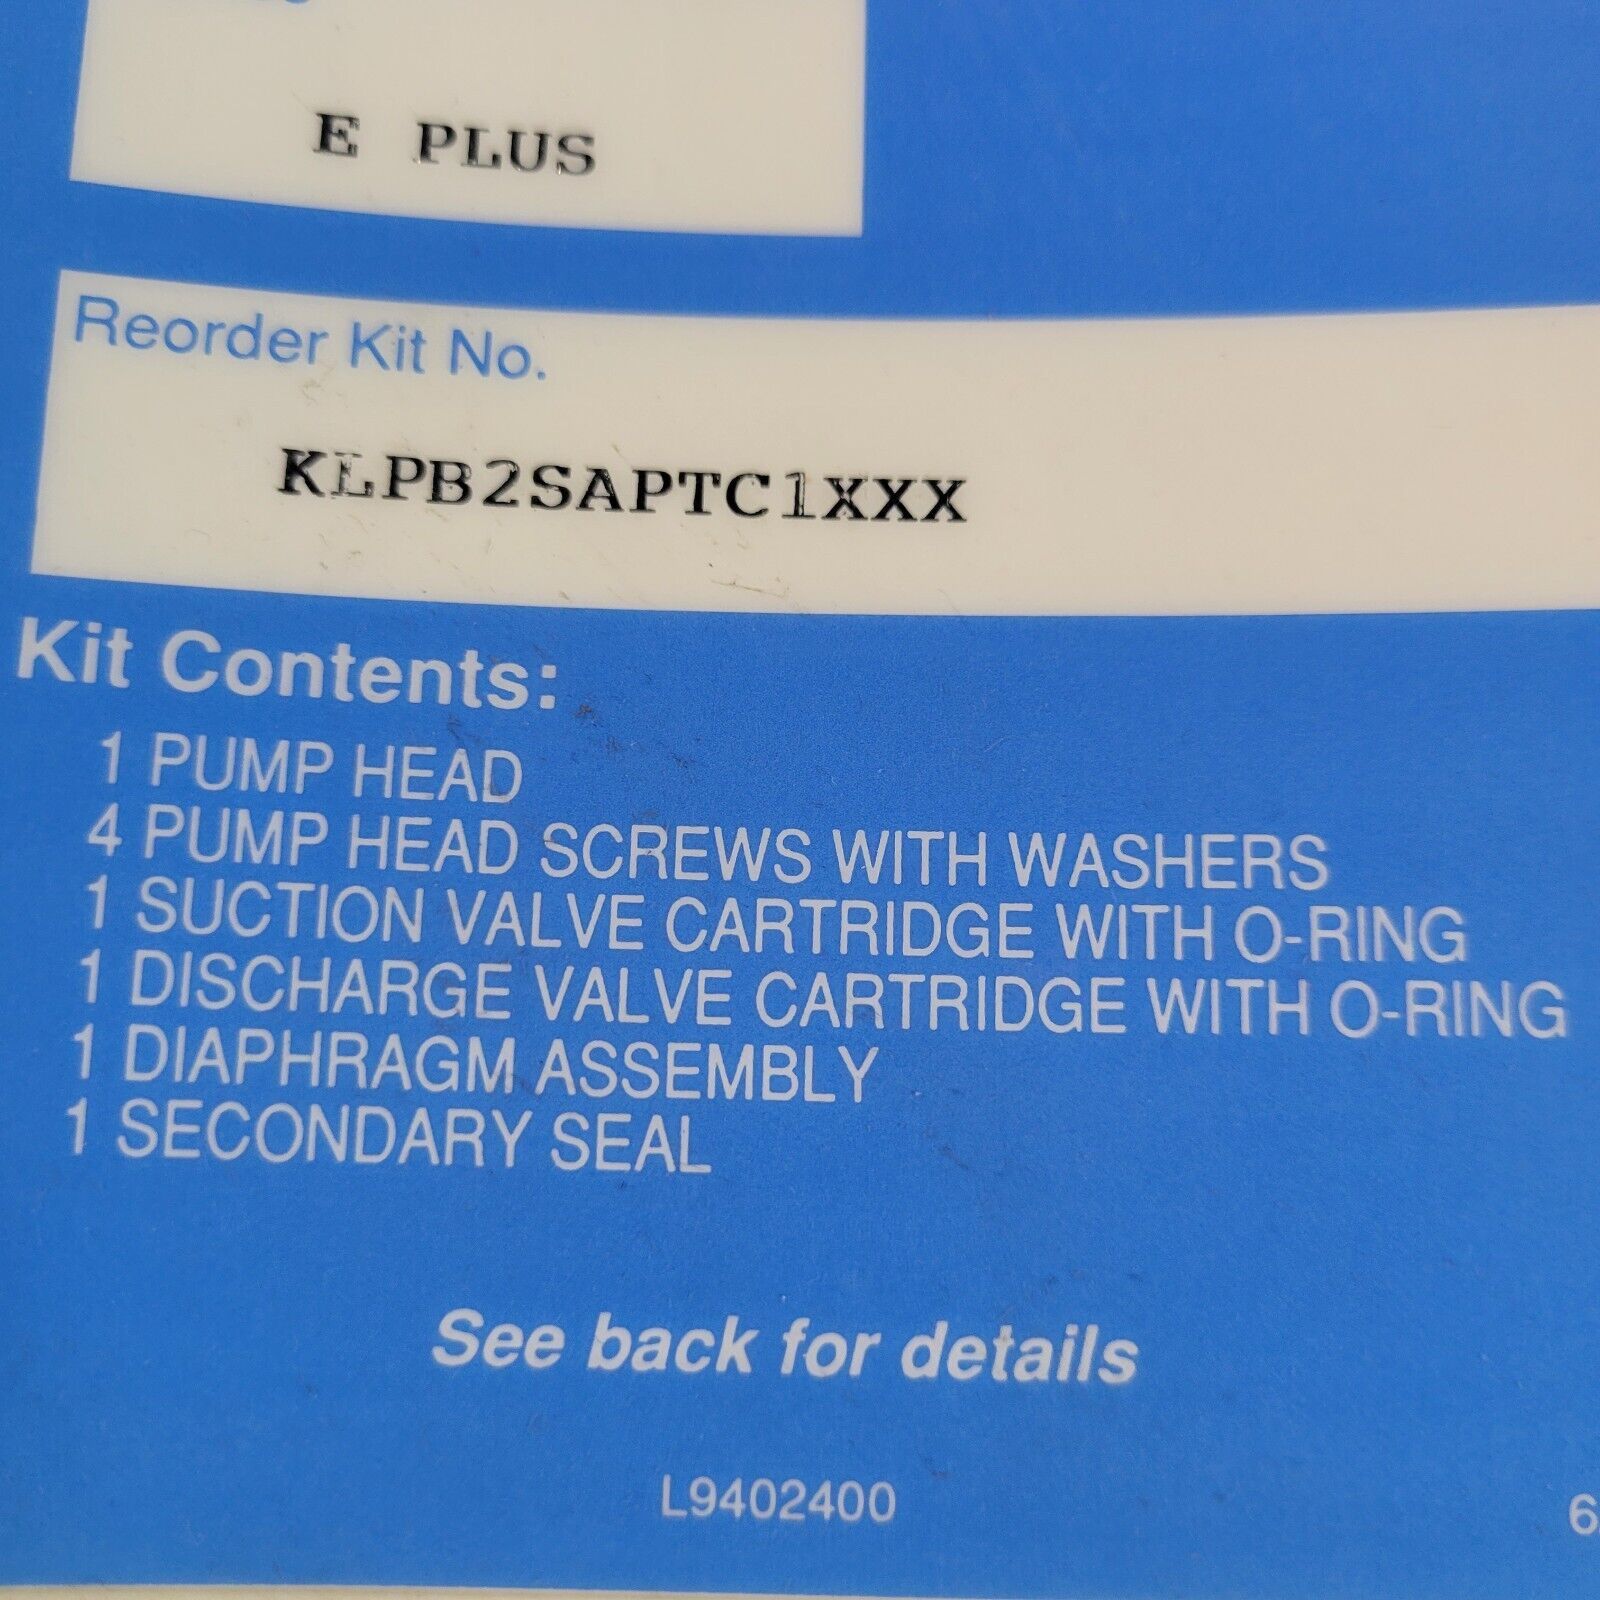 E PLUS
Reorder Kit No.
KLPB2SAPTC1XXX
Kit Contents:
1 PUMP HEAD
4 PUMP HEAD SCREWS WITH WASHERS
1 SUCTION VALVE CARTRIDGE WITH O-RING
1 DISCHARGE VALVE CARTRIDGE WITH O-RING
1 DIAPHRAGM ASSEMBLY
1 SECONDARY SEAL
See back for details
L9402400